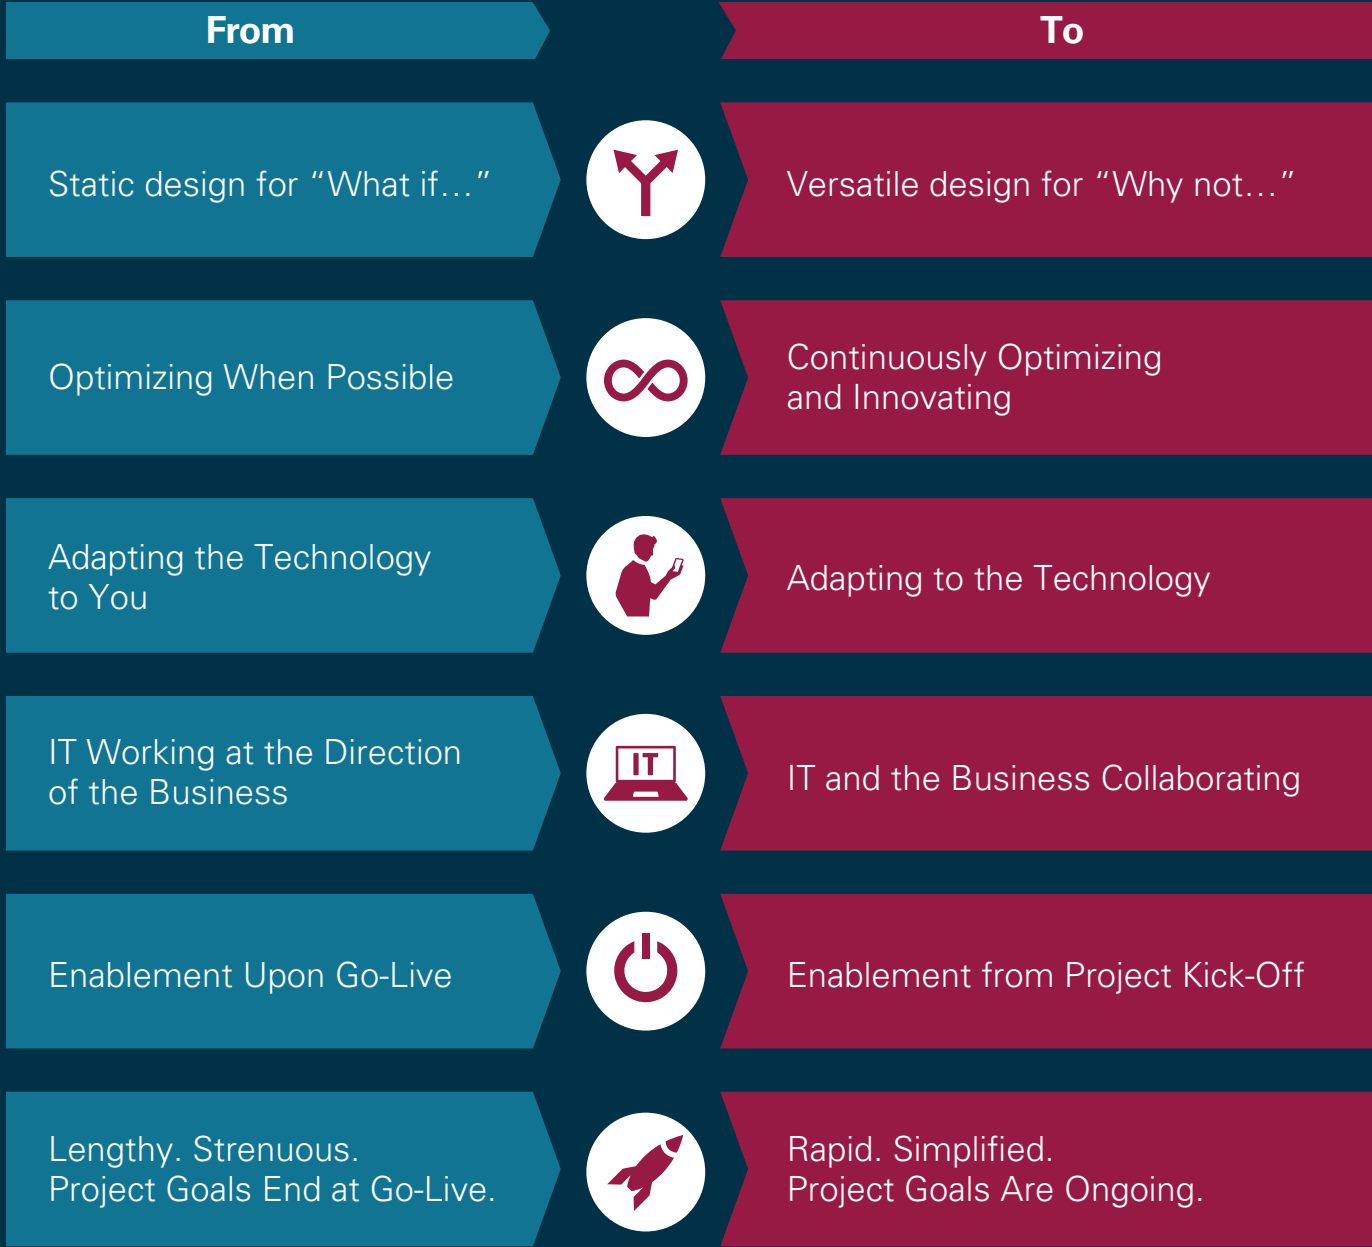 From
To
Static design for “What if…”
Versatile design for “Why not…”
Optimizing When Possible
Continuously Optimizing
and Innovating
Adapting the Technology
to You
Adapting to the Technology
IT Working at the Direction
of the Business
IT
IT and the Business Collaborating
Enablement Upon Go-Live
Enablement from Project Kick-Off
Lengthy. Strenuous.
Project Goals End at Go-Live.
Rapid. Simplified.
Project Goals Are Ongoing.